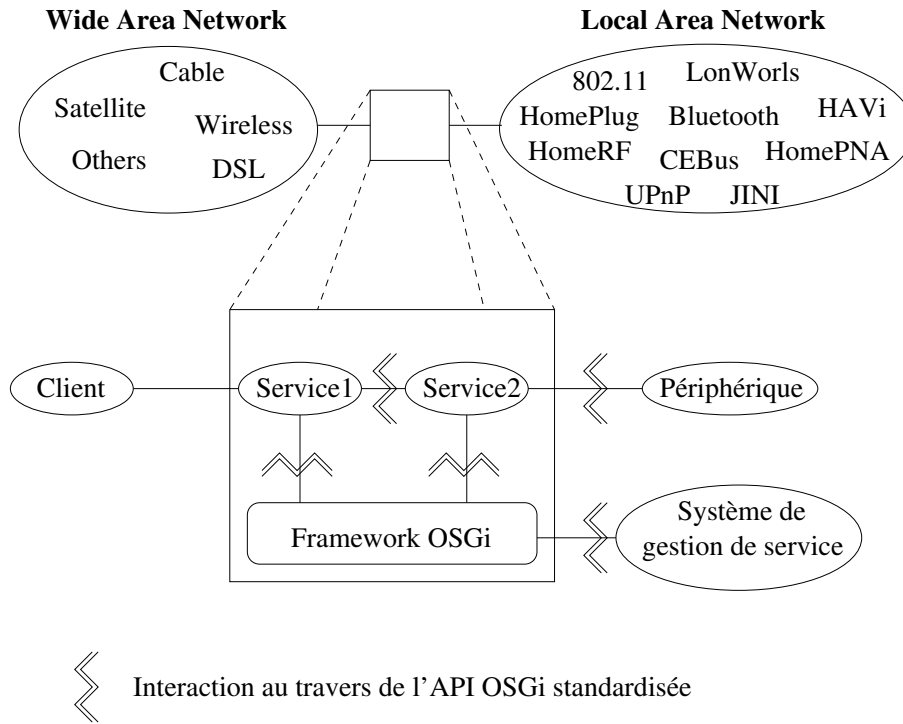 Wide Area Network
Local Area Network
Cable
Satellite
Wireless
Others
DSL
802.11
LonWorls
HomePlug
Bluetooth
HAVi
HomeRF
CEBus
HomePNA
UPnP
JINI
Client
Service1
Service2
Périphérique
Framework OSGi
Système de
gestion de service
Interaction au travers de l'API OSGi standardisée